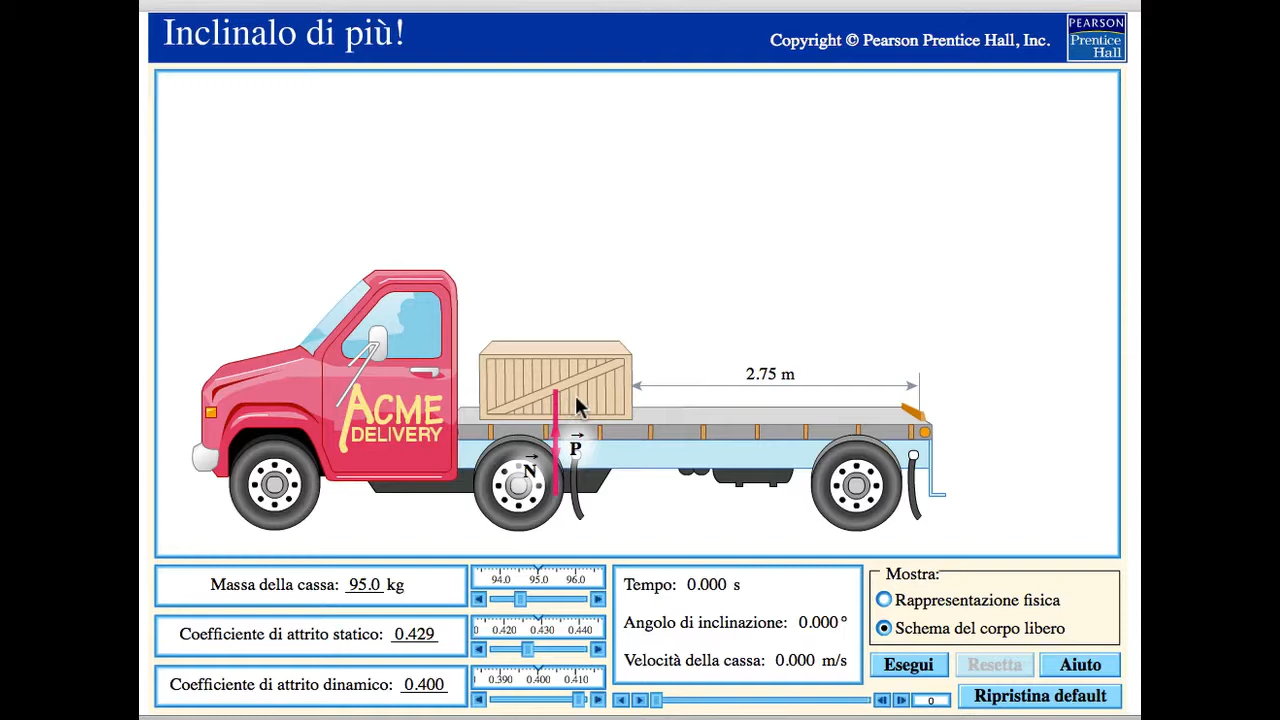 Inclinalo di più!
Copyright © Pearson Prentice Hall, Inc.
PEARSON
Prentice
Hall
2.75 m
ACME
DELIVERY
P
N
Massa della cassa: 95.0 kg
94.0 95.0 96.0
Coefficiente di attrito statico: 0.429
0.420 0.430 0.440
Coefficiente di attrito dinamico: 0.400
0.390 0.400 0.410
Tempo: 0.000 s
Angolo di inclinazione: 0.000°
Velocità della cassa: 0.000 m/s
0
Mostra:
Rappresentazione fisica
Schema del corpo libero
Esegui
Resetta
Aiuto
Ripristina default